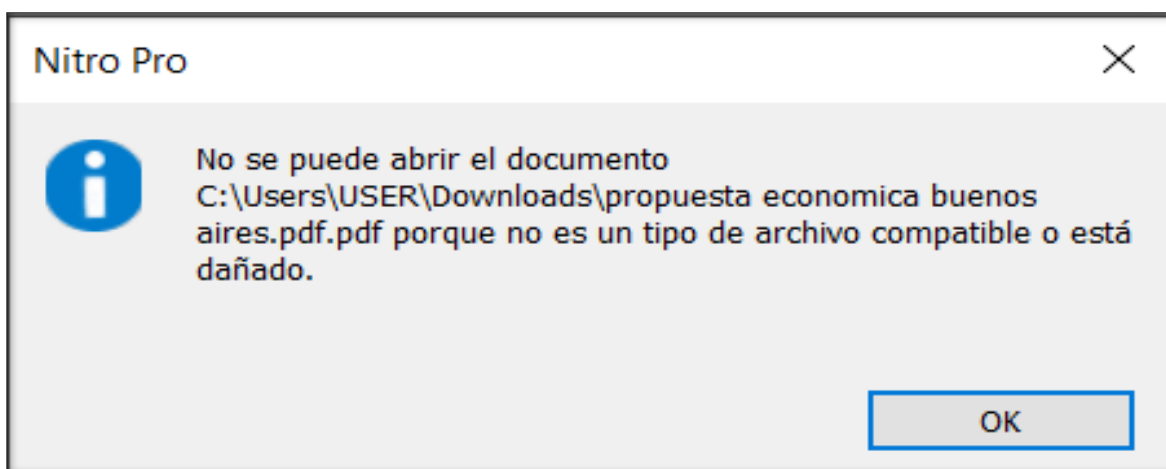 Nitro Pro
No se puede abrir el documento
C:\Users\USER\Downloads\propuesta economica buenos
aires.pdf.pdf porque no es un tipo de archivo compatible o está
dañado.
OK